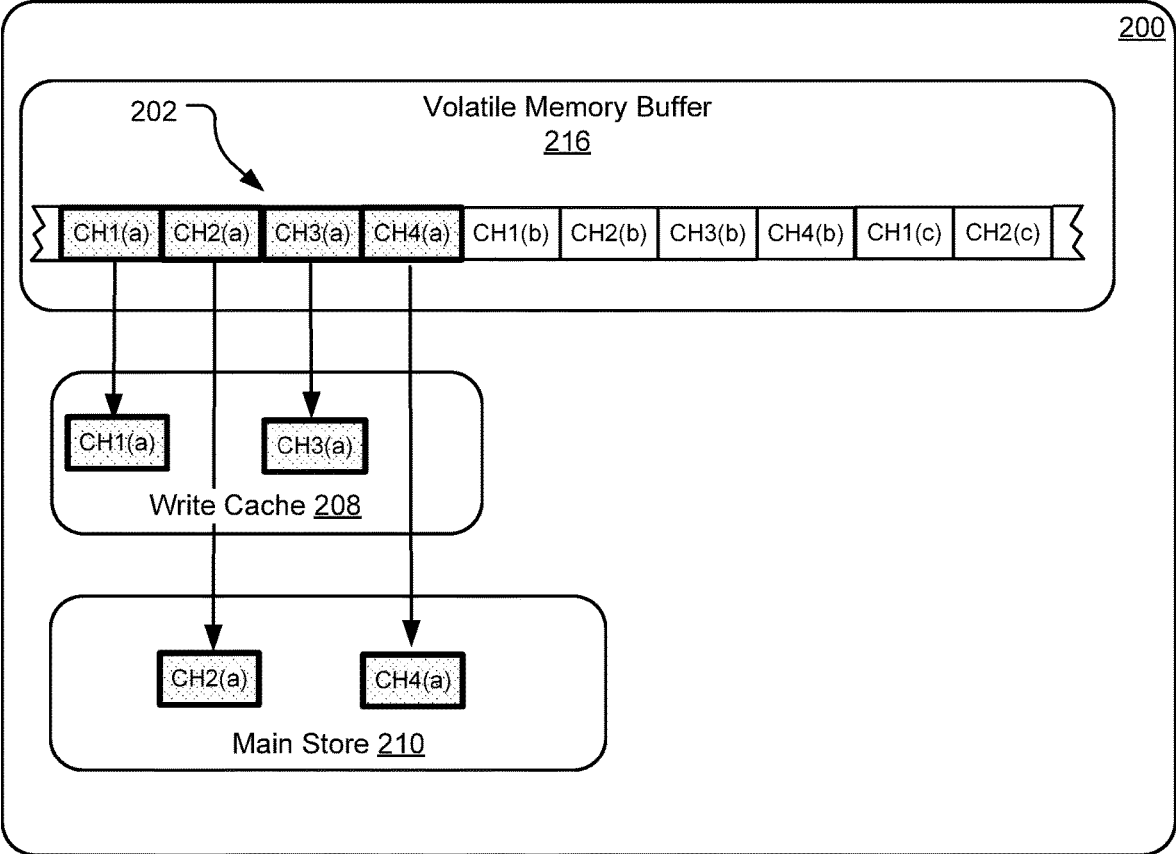 200
Volatile Memory Buffer
202
216
CH1(a) CH2(a) CH3(a) CH4(a) CH1(b) CH2(b) CH3(b) CH4(b) CH1(c) CH2(c)
CH1(a) CH3(a)
Write Cache 208
CH2(a) CH4(a)
Main Store 210